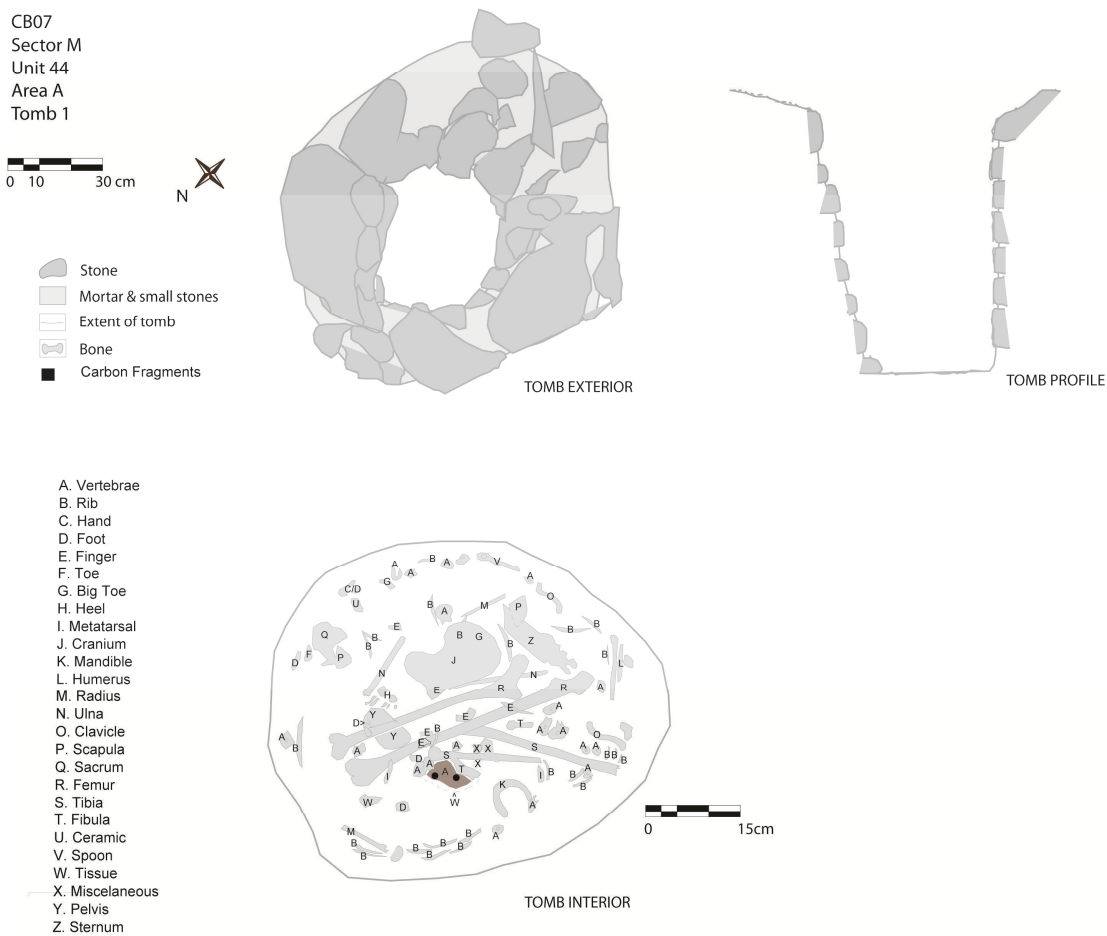 CB07
Sector M
Unit 44
Area A
Tomb 1
0 10 30 cm
N
Stone
Mortar & small stones
Extent of tomb
Bone
Carbon Fragments
TOMB EXTERIOR
TOMB PROFILE
A. Vertebrae
B. Rib
C. Hand
D. Foot
E. Finger
F. Toe
G. Big Toe
H. Heel
I. Metatarsal
J. Cranium
K. Mandible
L. Humerus
M. Radius
N. Ulna
O. Clavicle
P. Scapula
Q. Sacrum
R. Femur
S. Tibia
T. Fibula
U. Ceramic
V. Spoon
W. Tissue
X. Miscelaneous
Y. Pelvis
Z. Sternum
A B A V
G A A
C/D O
U B A M P
E B B
Q B G B Z
B B
D F P J L
N N
H E R R A
D> Y E A
Y E B E T A A O
A B A E A X X S A A B B B
D S
I A A A T X I B B A
B
W D W K A
M B B A
B B B B B
0 15cm
TOMB INTERIOR